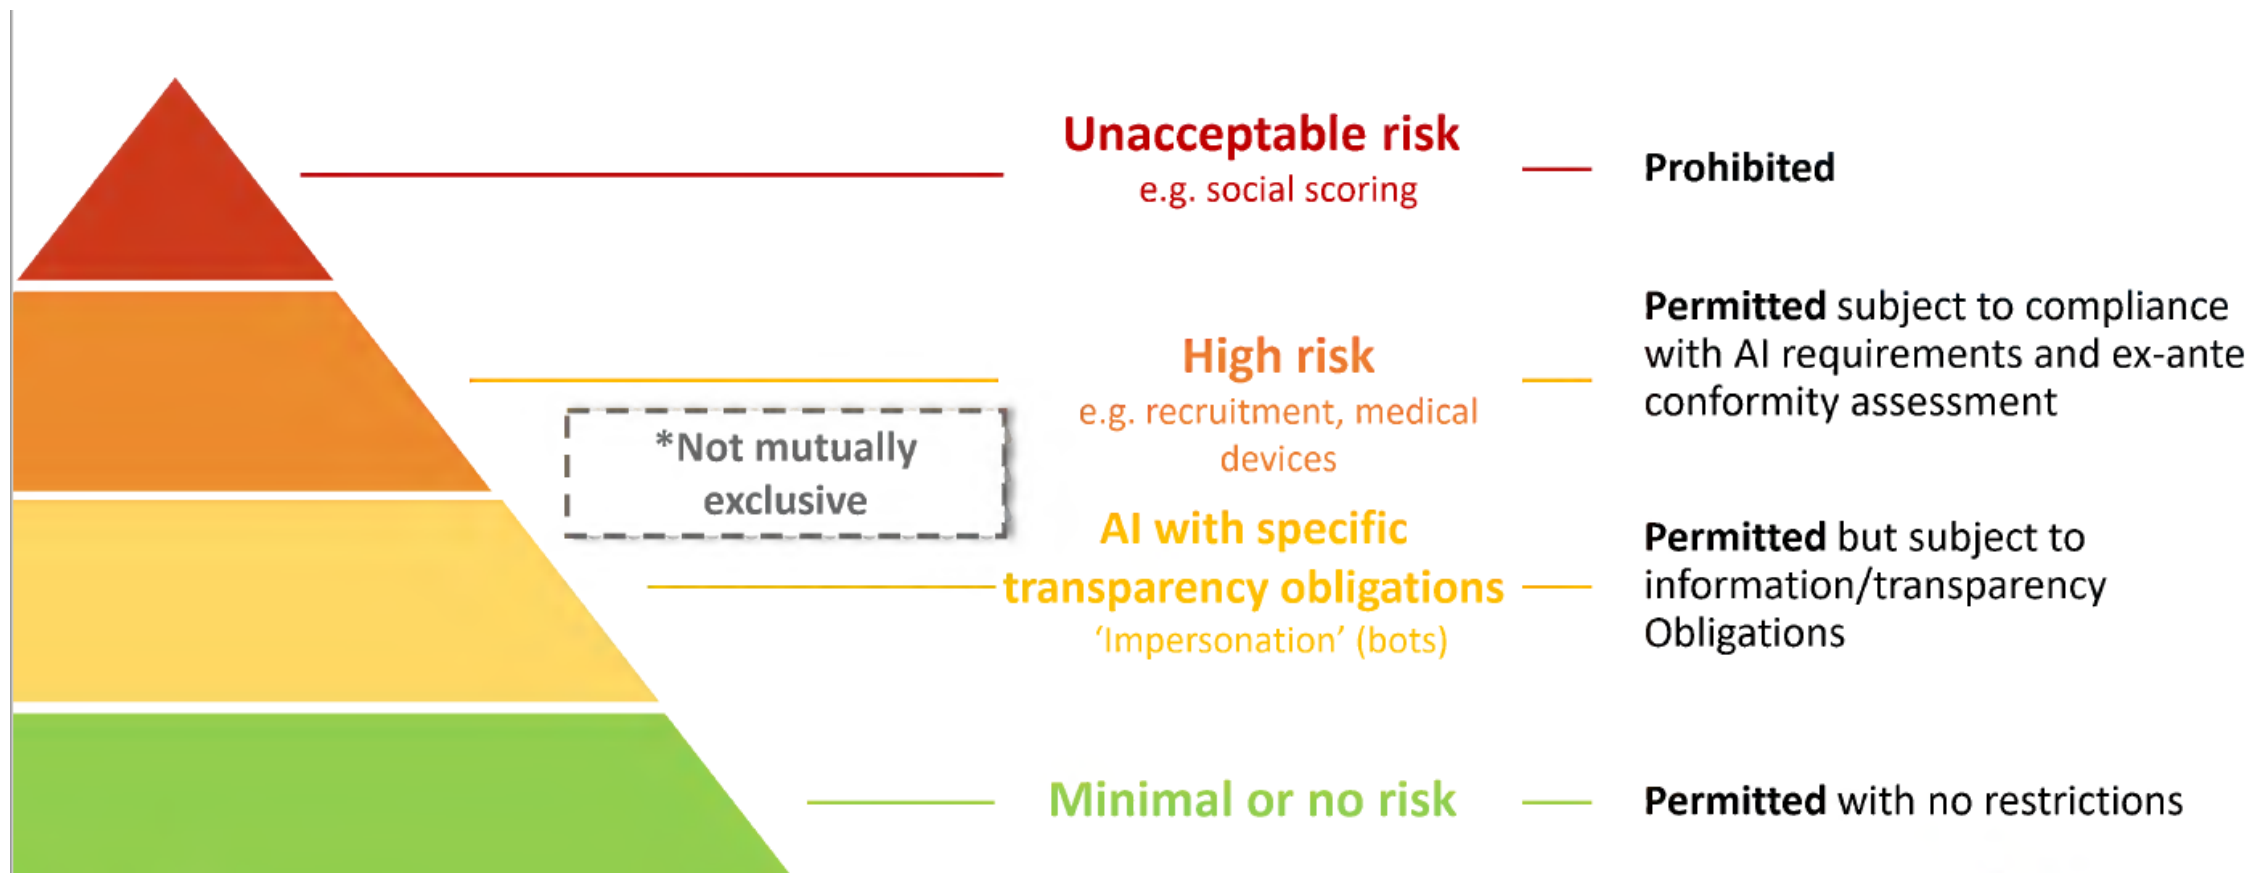 Unacceptable risk
e.g. social scoring
Prohibited
High risk
e.g. recruitment, medical
devices
Permitted subject to compliance
with AI requirements and ex-ante
conformity assessment
*Not mutually
exclusive
AI with specific
transparency obligations
‘Impersonation’ (bots)
Permitted but subject to
information/transparency
Obligations
Minimal or no risk
Permitted with no restrictions